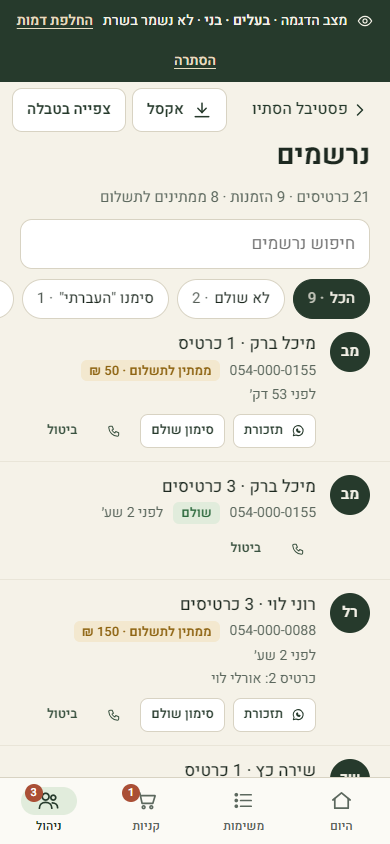 מצב הדגמה · בעלים · בני · לא נשמר בשרת החלפת דמות
הסתרה
פסטיבל הסתיו אקסל צפייה בטבלה
נרשמים
21 כרטיסים · 9 הזמנות · 8 ממתינים לתשלום
חיפוש נרשמים
הכל · 9 לא שולם · 2 סימנו "העברתי" · 1
מב מיכל ברק · 1 כרטיס
054-000-0155 ממתין לתשלום · 50 ₪
לפני 53 דק׳
תזכורת סימון שולם ביטול
מב מיכל ברק · 3 כרטיסים
054-000-0155 שולם לפני 2 שע׳
ביטול
רל רוני לוי · 3 כרטיסים
054-000-0088 ממתין לתשלום · 150 ₪
לפני 2 שע׳
כרטיס 2: אורלי לוי
תזכורת סימון שולם ביטול
שירה כץ · 1 כרטיס
1 3
היום משימות קניות ניהול